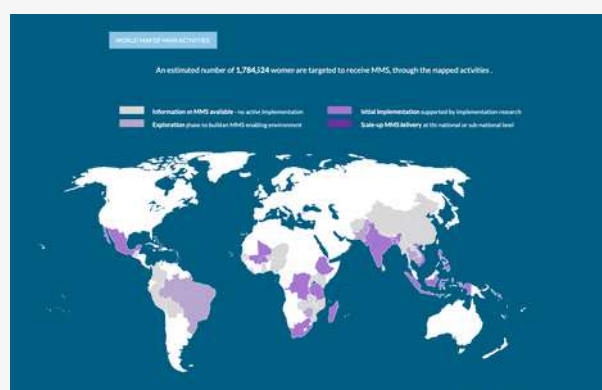 WORLD MAP OF MAIN ACTIVITIES
An estimated number of 1,784,524 women are targeted to receive MMS, through the mapped activities .
Information on MMS available - no active implementation
Initial Implementation supported by implementation research
Exploration phase to build an MMS enabling environment
Scale-up MMS delivery at the national or sub-national level